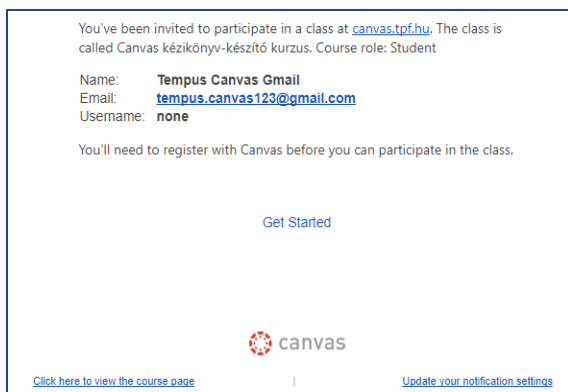 You've been invited to participate in a class at canvas.tpf.hu. The class is
called Canvas kézikönyv-készítő kurzus. Course role: Student
Name: Tempus Canvas Gmail
Email: tempus.canvas123@gmail.com
Username: none
You'll need to register with Canvas before you can participate in the class.
Get Started
canvas
Click here to view the course page | Update your notification settings